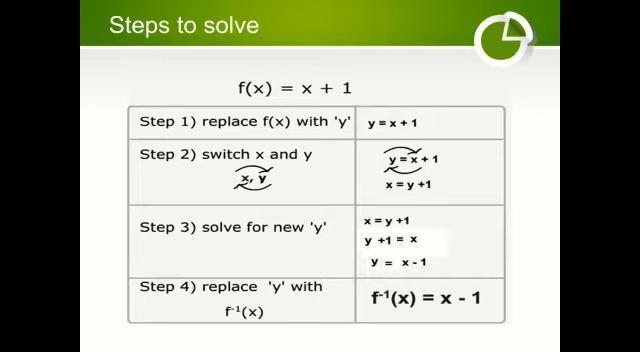 Steps to solve
f(x) = x + 1
Step 1) replace f(x) with 'y'
y = x + 1
Step 2) switch x and y
x, y
y = x + 1
x = y +1
Step 3) solve for new 'y'
x = y +1
y +1 = x
y = x - 1
Step 4) replace 'y' with
f⁻¹(x)
f⁻¹(x) = x - 1